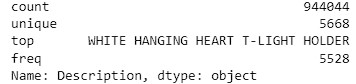 count 944044
unique 5668
top WHITE HANGING HEART T-LIGHT HOLDER
freq 5528
Name: Description, dtype: object